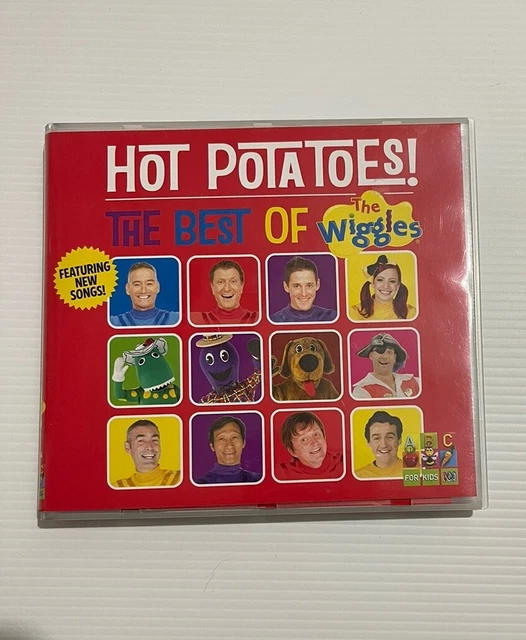 HOT POTATOES!
THE BEST OF The Wiggles
FEATURING
NEW
SONGS!
A B C
FOR KIDS